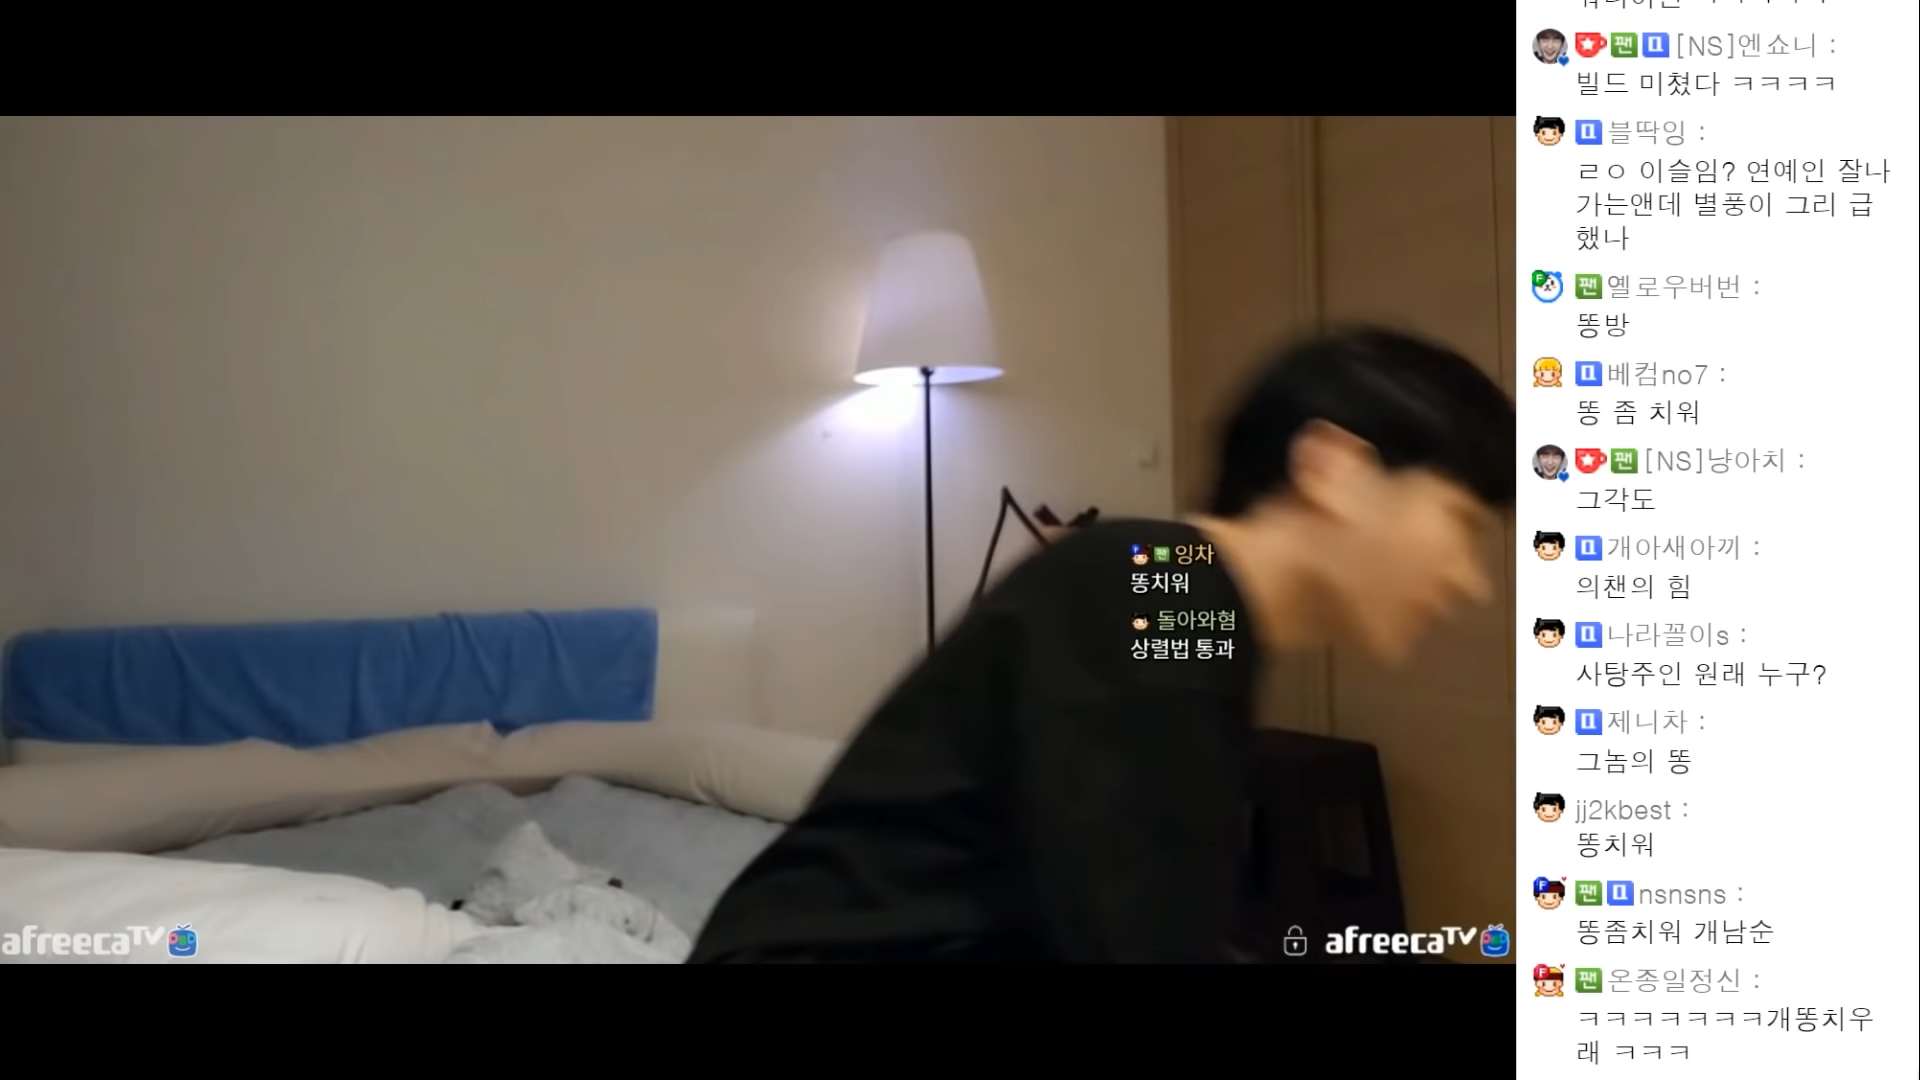 [NS]엔쇼니 :
빌드 미쳤다 ㅋㅋㅋㅋ
블딱잉 :
ㄹㅇ 이슬임? 연예인 잘나
가는앤데 별풍이 그리 급
했나
팬 옐로우버번 :
똥방
베컴no7 :
똥 좀 치워
팬 [NS]냥아치 :
그각도
개아새아끼 :
의챈의 힘
나라꼴이s :
사탕주인 원래 누구?
제니차 :
그놈의 똥
jj2kbest :
똥치워
팬 nsnsns :
똥좀치워 개남순
팬 온종일정신 :
ㅋㅋㅋㅋㅋㅋㅋ개똥치우
래 ㅋㅋㅋ
팬 잉차
똥치워
돌아와혐
상렬법 통과
afreecaTV
afreecaTV